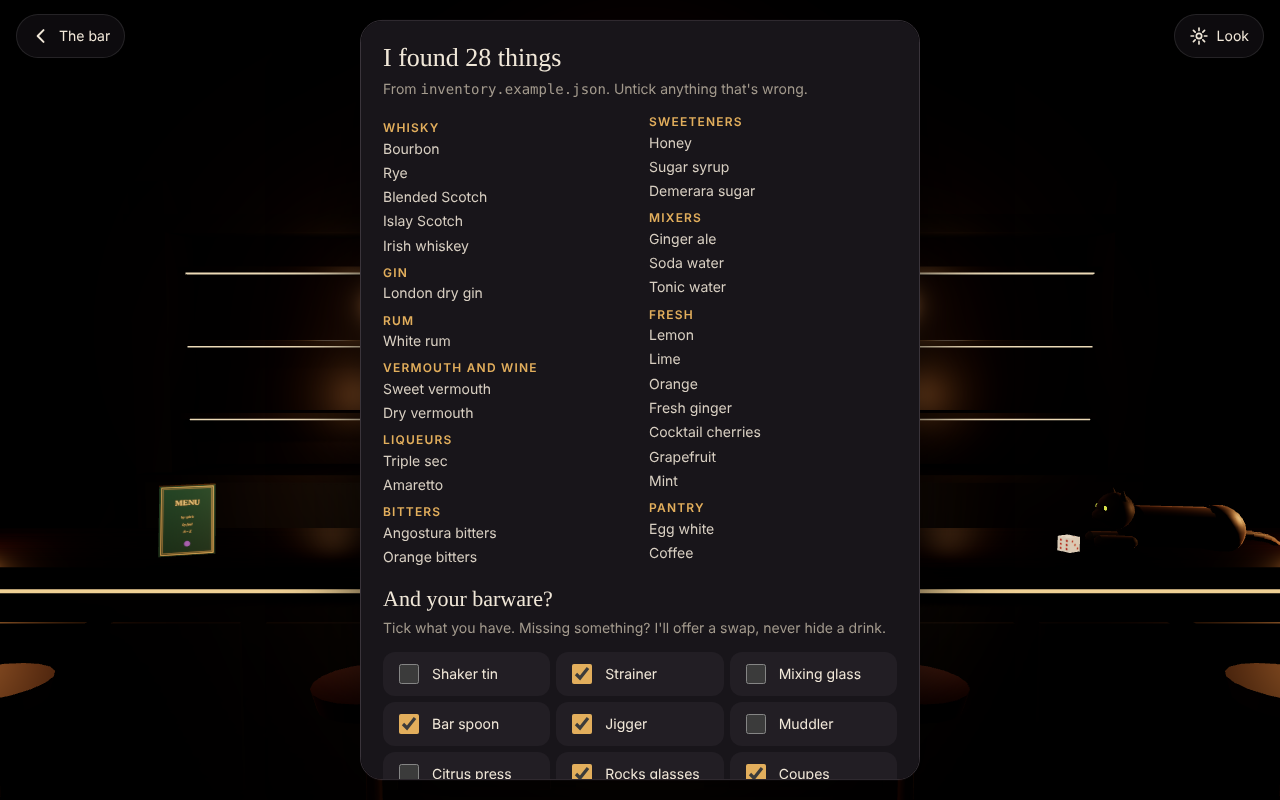 The bar
Look
I found 28 things
From inventory.example.json. Untick anything that's wrong.
WHISKY
Bourbon
Rye
Blended Scotch
Islay Scotch
Irish whiskey
GIN
London dry gin
RUM
White rum
VERMOUTH AND WINE
Sweet vermouth
Dry vermouth
LIQUEURS
Triple sec
Amaretto
BITTERS
Angostura bitters
Orange bitters
SWEETENERS
Honey
Sugar syrup
Demerara sugar
MIXERS
Ginger ale
Soda water
Tonic water
FRESH
Lemon
Lime
Orange
Fresh ginger
Cocktail cherries
Grapefruit
Mint
PANTRY
Egg white
Coffee
And your barware?
Tick what you have. Missing something? I'll offer a swap, never hide a drink.
Shaker tin
Strainer
Mixing glass
Bar spoon
Jigger
Muddler
Citrus press
Rocks glasses
Coupes
MENU